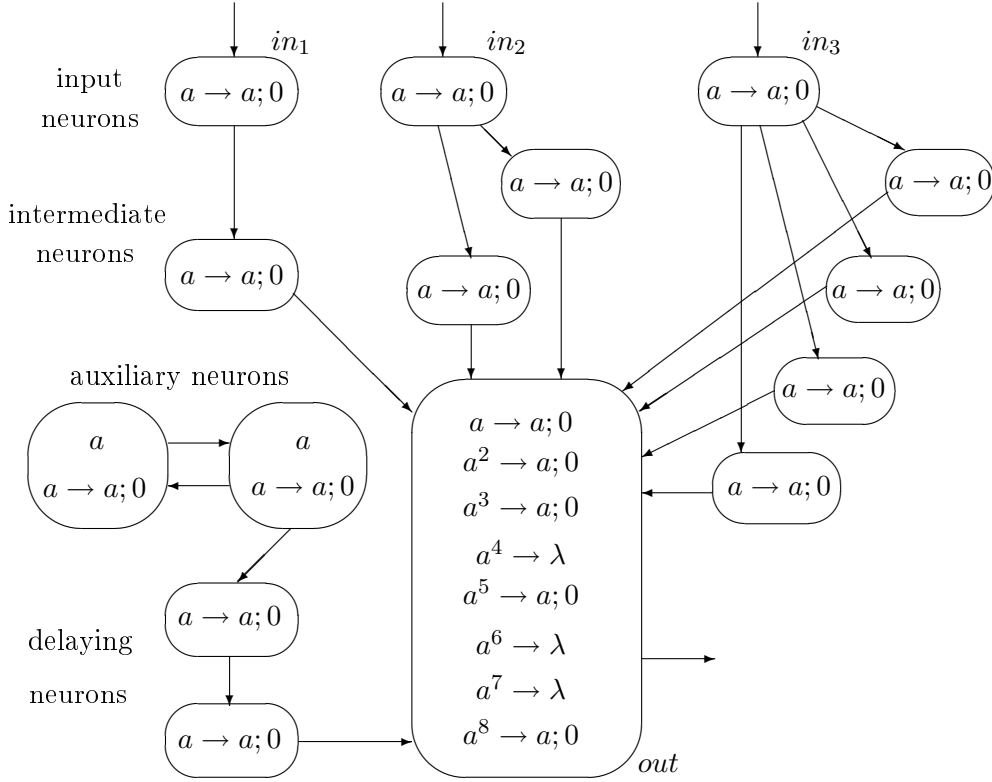 in₁
in₂
in₃
input
neurons
a → a; 0
a → a; 0
a → a; 0
a → a; 0
a → a; 0
intermediate
neurons
a → a; 0
a → a; 0
a → a; 0
auxiliary neurons
a → a; 0
a
a → a; 0
a
a → a; 0
a → a; 0
a → a; 0
a² → a; 0
a³ → a; 0
a⁴ → λ
a⁵ → a; 0
a⁶ → λ
a⁷ → λ
a⁸ → a; 0
out
delaying
neurons
a → a; 0
a → a; 0